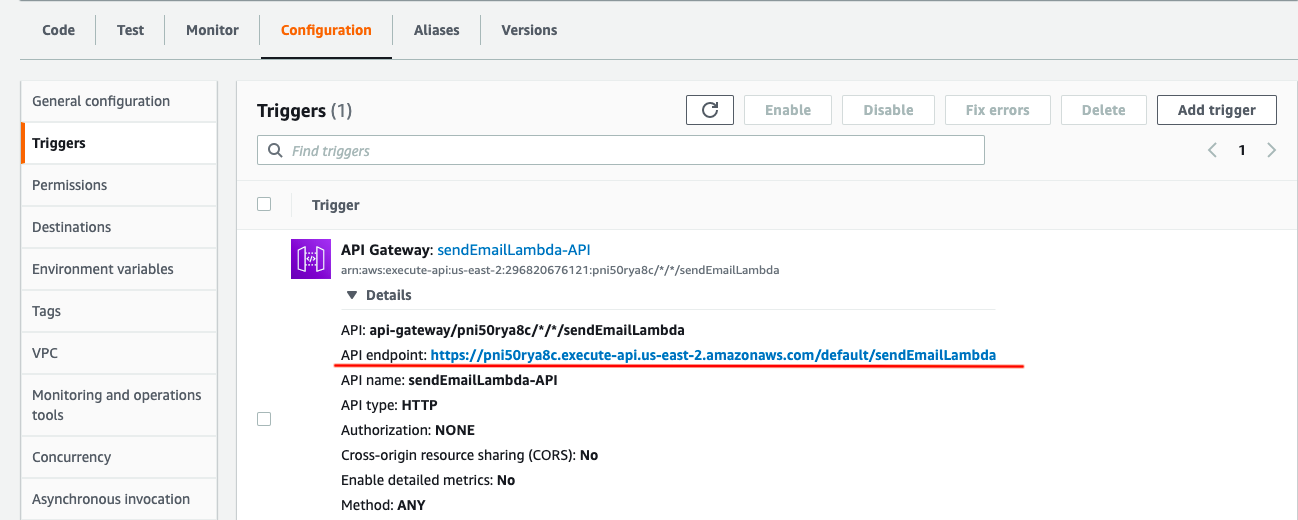 Code Test Monitor Configuration Aliases Versions
General configuration
Triggers
Permissions
Destinations
Environment variables
Tags
VPC
Monitoring and operations
tools
Concurrency
Asynchronous invocation
Triggers (1) Enable Disable Fix errors Delete Add trigger
Find triggers 1
Trigger
API Gateway: sendEmailLambda-API
arn:aws:execute-api:us-east-2:296820676121:pni50rya8c/*/*/sendEmailLambda
Details
API: api-gateway/pni50rya8c/*/*/sendEmailLambda
API endpoint: https://pni50rya8c.execute-api.us-east-2.amazonaws.com/default/sendEmailLambda
API name: sendEmailLambda-API
API type: HTTP
Authorization: NONE
Cross-origin resource sharing (CORS): No
Enable detailed metrics: No
Method: ANY